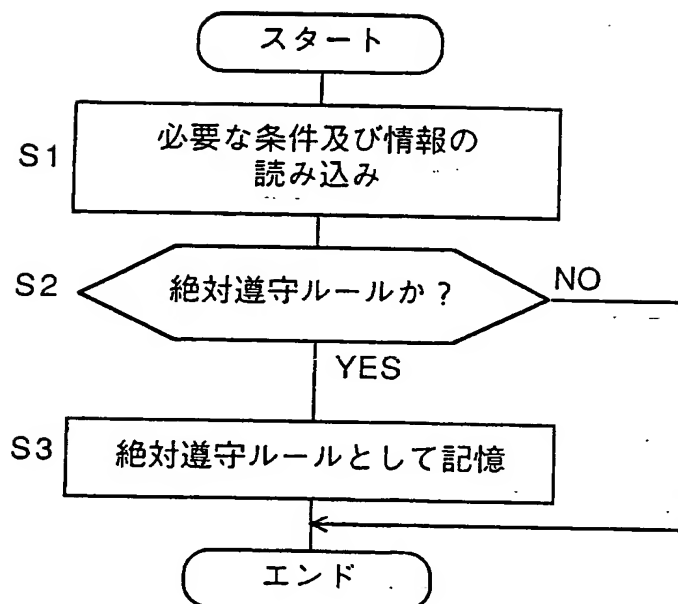 スタート
S1
必要な条件及び情報の
読み込み
S2
絶対遵守ルールか?
NO
YES
S3
絶対遵守ルールとして記憶
エンド